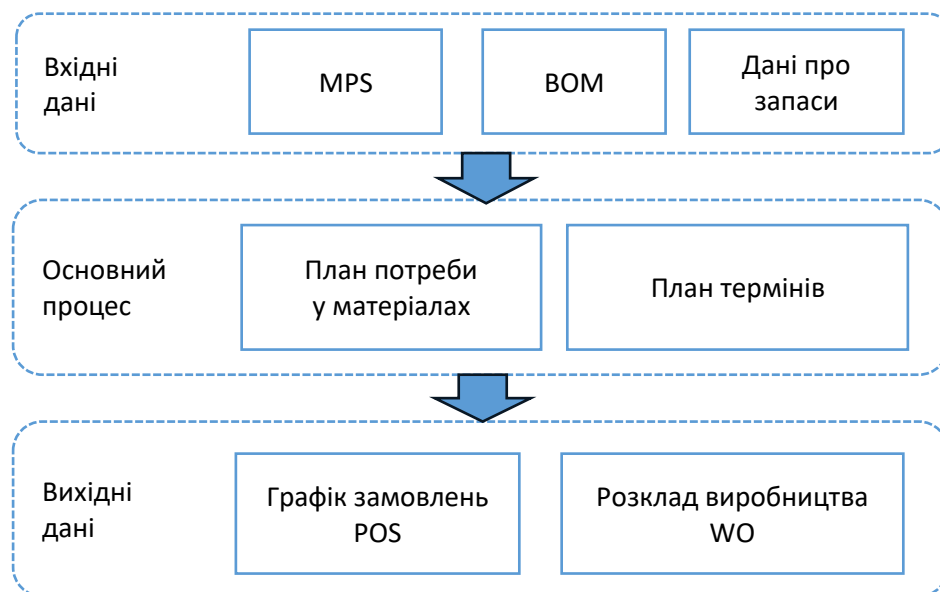 Вхідні
дані
MPS
BOM
Дані про
запаси
Основний
процес
План потреби
у матеріалах
План термінів
Вихідні
дані
Графік замовлень
POS
Розклад виробництва
WO